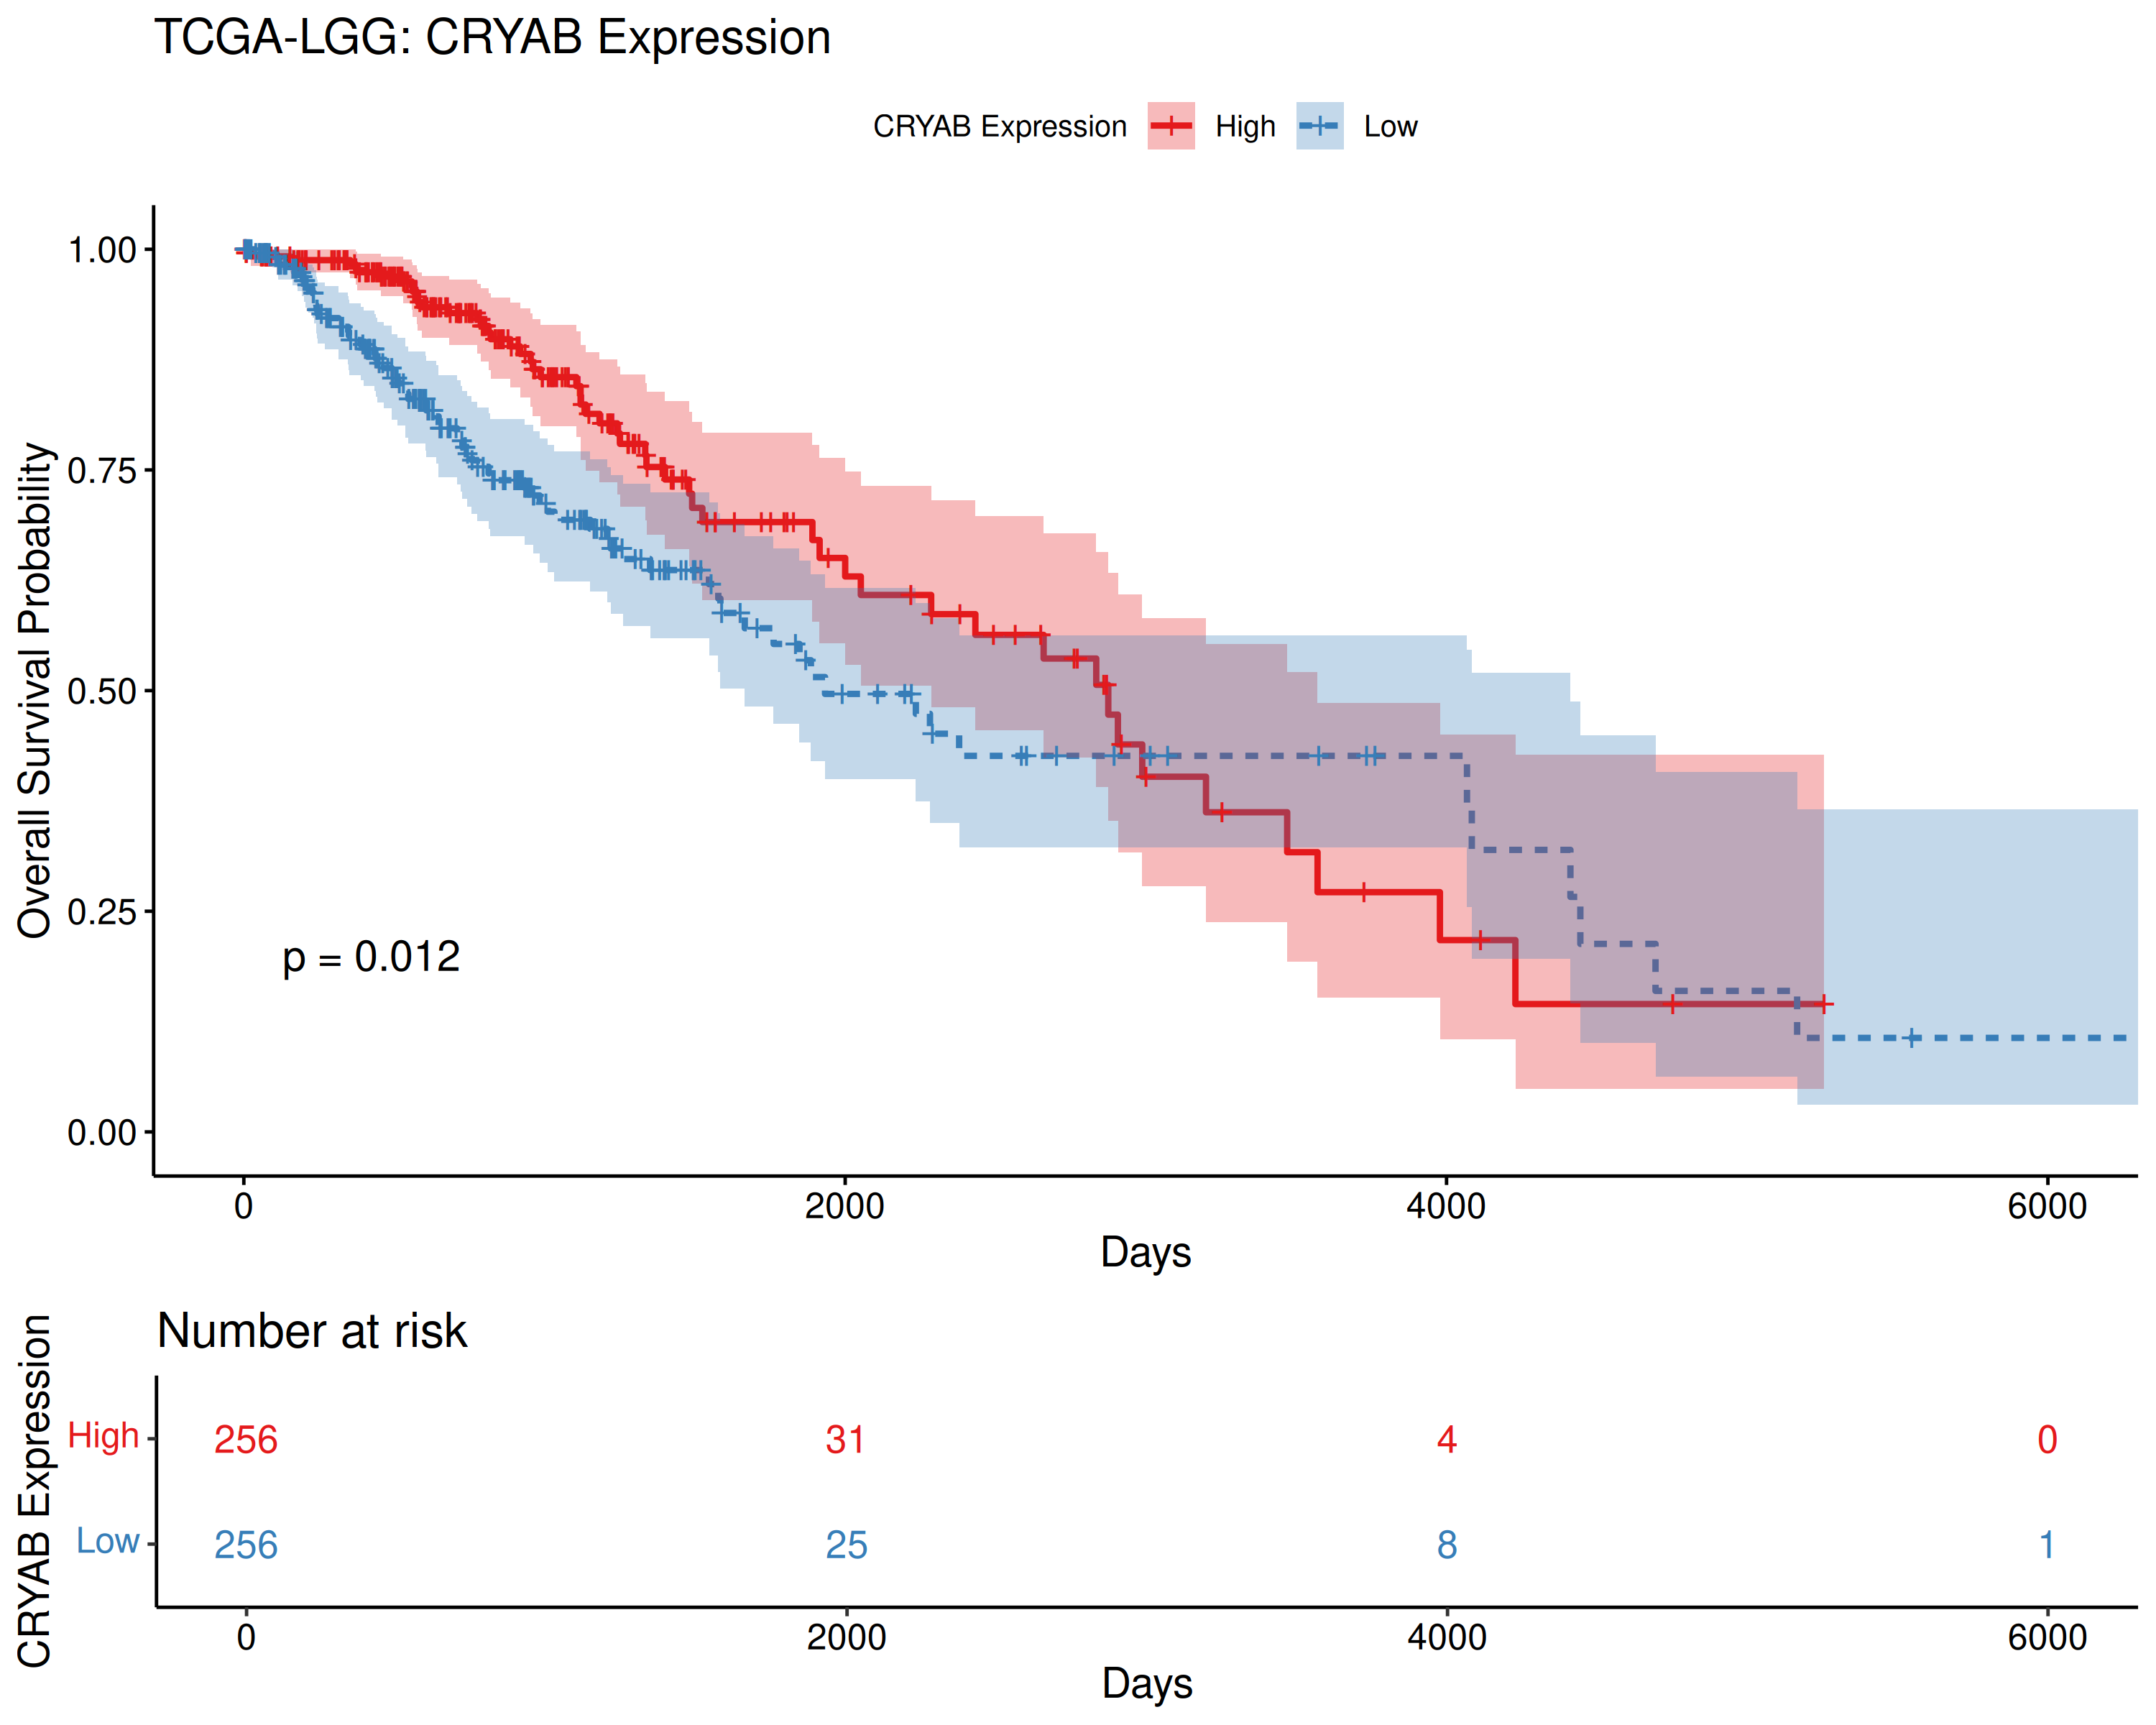 TCGA-LGG: CRYAB Expression
CRYAB Expression High Low
Overall Survival Probability
1.00
0.75
0.50
0.25
0.00
p = 0.012
0 2000 4000 6000
Days
Number at risk
CRYAB Expression
High 256 31 4 0
Low 256 25 8 1
0 2000 4000 6000
Days